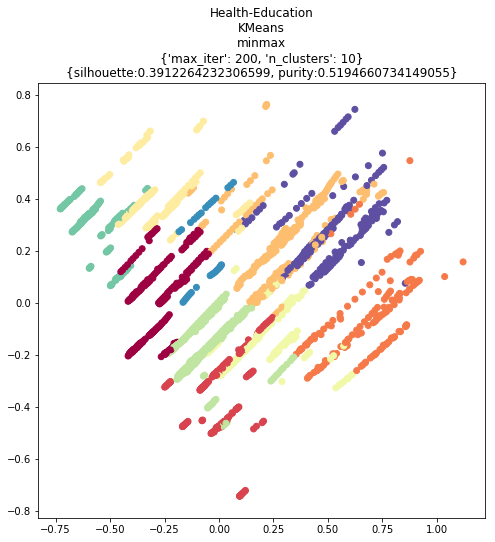 Health-Education
KMeans
minmax
{'max_iter': 200, 'n_clusters': 10}
{silhouette:0.3912264232306599, purity:0.5194660734149055}
0.8
0.6
0.4
0.2
0.0
−0.2
−0.4
−0.6
−0.8
−0.75 −0.50 −0.25 0.00 0.25 0.50 0.75 1.00